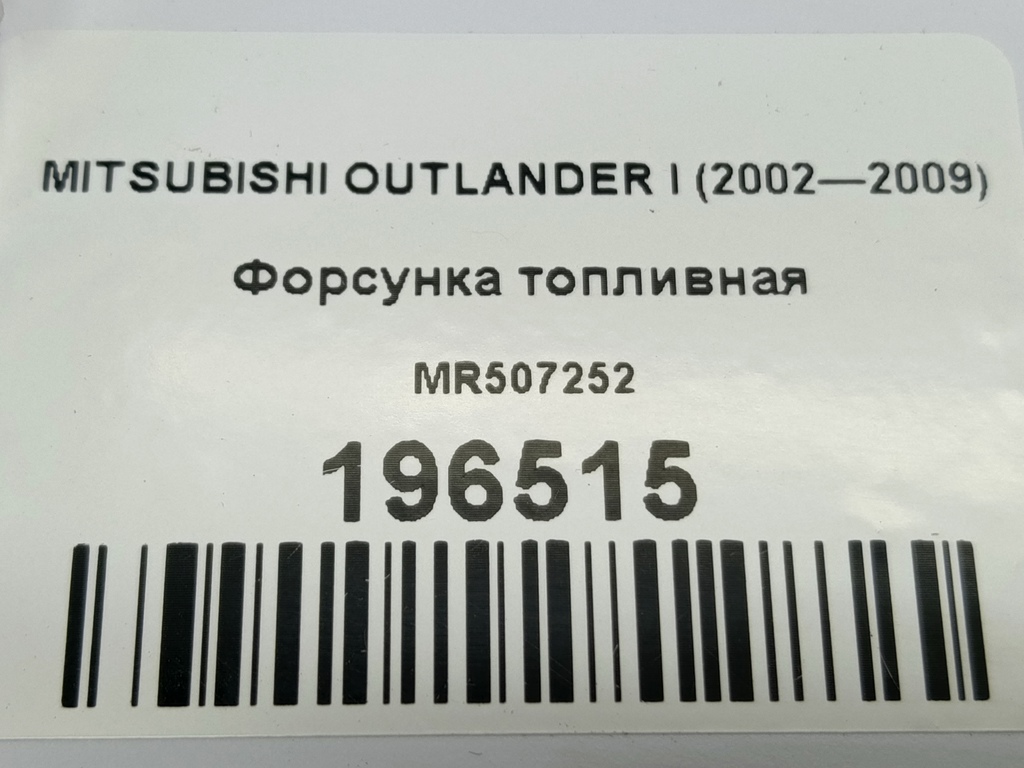 MITSUBISHI OUTLANDER I (2002—2009)
Форсунка топливная
MR507252
196515